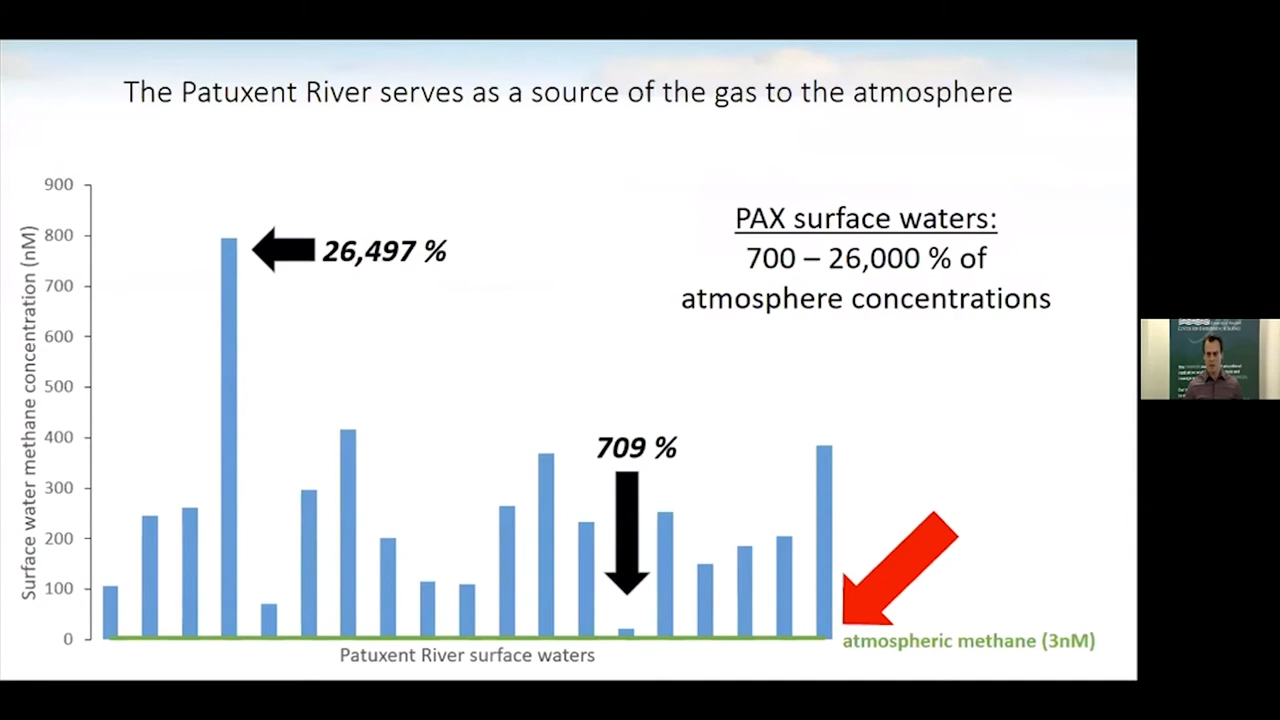 The Patuxent River serves as a source of the gas to the atmosphere
900
800
700
600
500
400
300
200
100
0
Surface water methane concentration (nM)
26,497 %
709 %
PAX surface waters:
700 – 26,000 % of
atmosphere concentrations
atmospheric methane (3nM)
Patuxent River surface waters